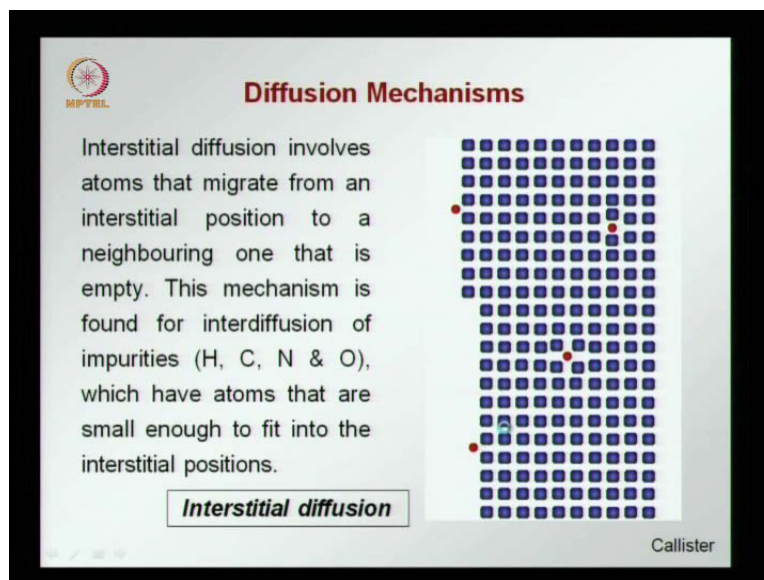 NPTEL
Diffusion Mechanisms
Interstitial diffusion involves
atoms that migrate from an
interstitial position to a
neighbouring one that is
empty. This mechanism is
found for interdiffusion of
impurities (H, C, N & O),
which have atoms that are
small enough to fit into the
interstitial positions.
Interstitial diffusion
Callister